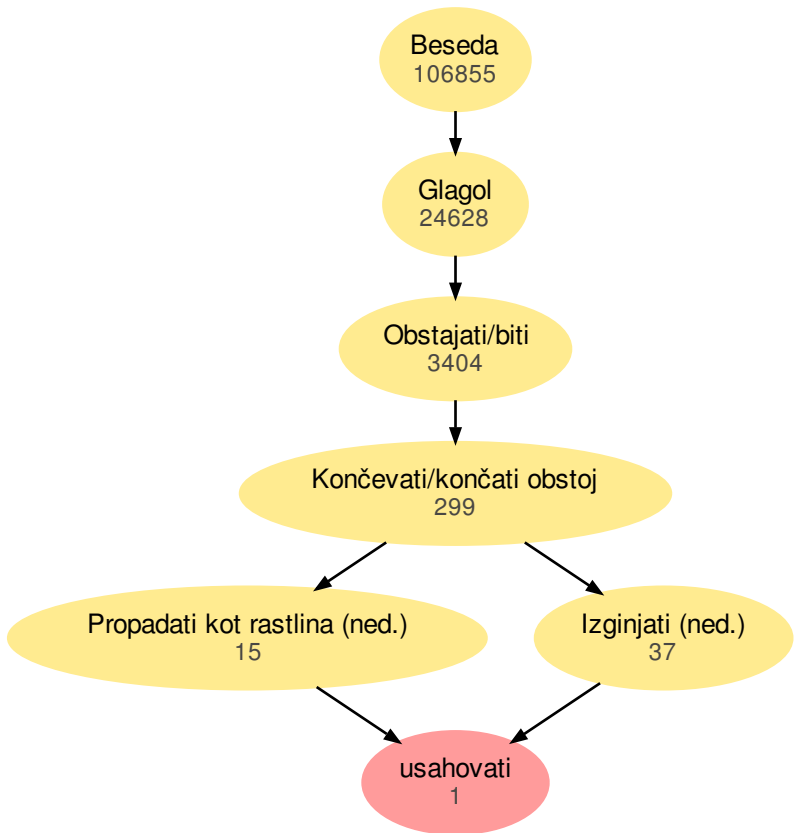 Beseda
106855
Glagol
24628
Obstajati/biti
3404
Končevati/končati obstoj
299
Propadati kot rastlina (ned.)
15
Izginjati (ned.)
37
usahovati
1